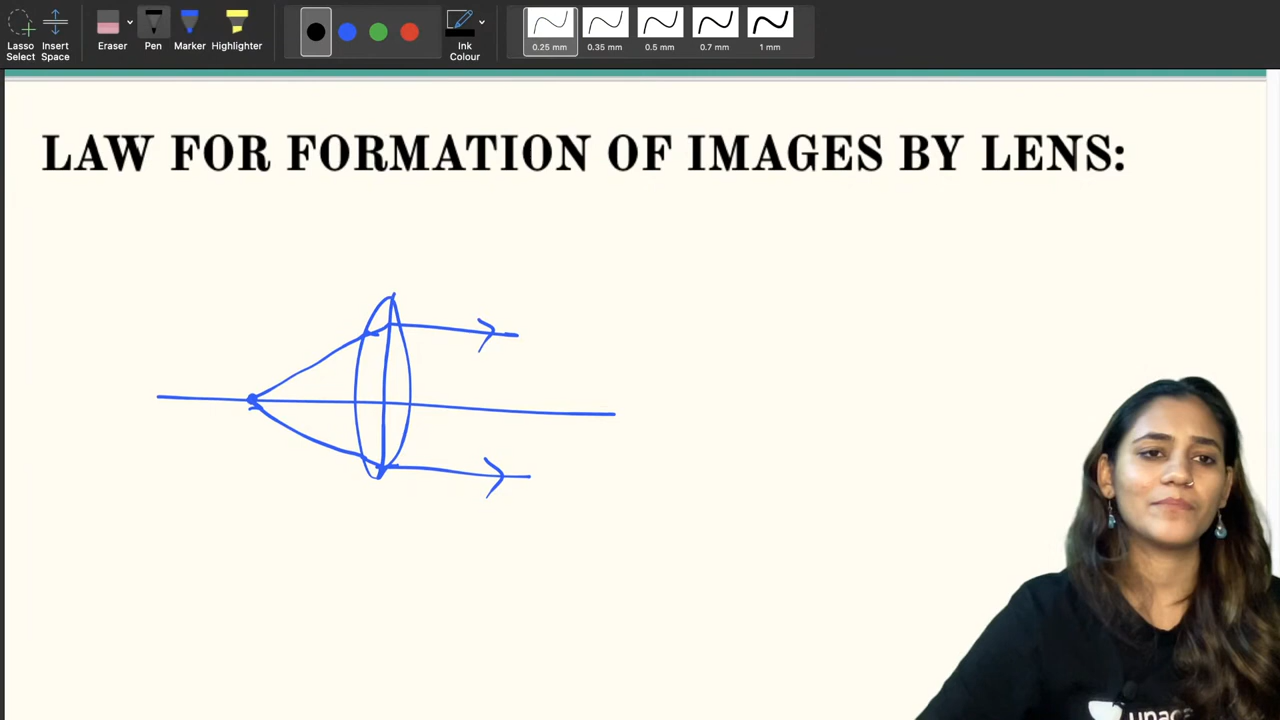 Lasso Select
Insert Space
Eraser
Pen
Marker
Highlighter
Ink Colour
0.25 mm
0.35 mm
0.5 mm
0.7 mm
1 mm
LAW FOR FORMATION OF IMAGES BY LENS: